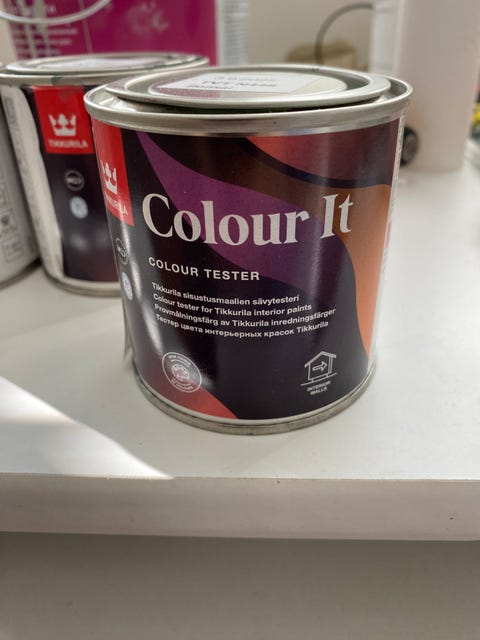 TIKKURILA
TIKKURILA
Colour It
COLOUR TESTER
Tikkurila sisustusmaalien sävytesteri
Colour tester for Tikkurila interior paints
Provmålningsfärg av Tikkurila inredningsfärger
Тестер цвета интерьерных красок Tikkurila
INTERIOR
WALLS